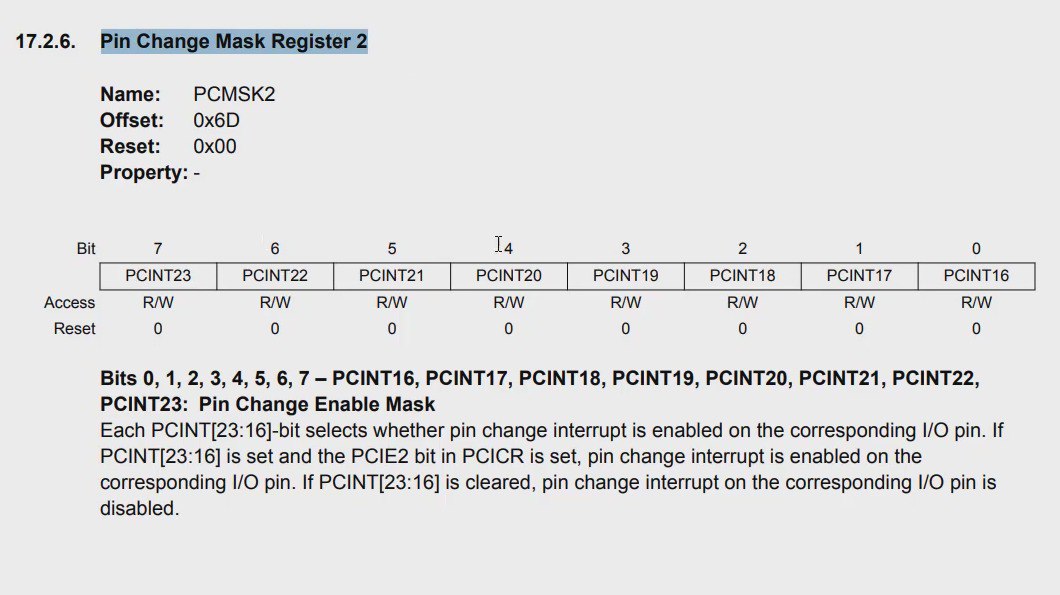 17.2.6. Pin Change Mask Register 2
Name: PCMSK2
Offset: 0x6D
Reset: 0x00
Property: -
Bit 7 6 5 4 3 2 1 0
PCINT23 PCINT22 PCINT21 PCINT20 PCINT19 PCINT18 PCINT17 PCINT16
Access R/W R/W R/W R/W R/W R/W R/W R/W
Reset 0 0 0 0 0 0 0 0
Bits 0, 1, 2, 3, 4, 5, 6, 7 – PCINT16, PCINT17, PCINT18, PCINT19, PCINT20, PCINT21, PCINT22,
PCINT23: Pin Change Enable Mask
Each PCINT[23:16]-bit selects whether pin change interrupt is enabled on the corresponding I/O pin. If
PCINT[23:16] is set and the PCIE2 bit in PCICR is set, pin change interrupt is enabled on the
corresponding I/O pin. If PCINT[23:16] is cleared, pin change interrupt on the corresponding I/O pin is
disabled.